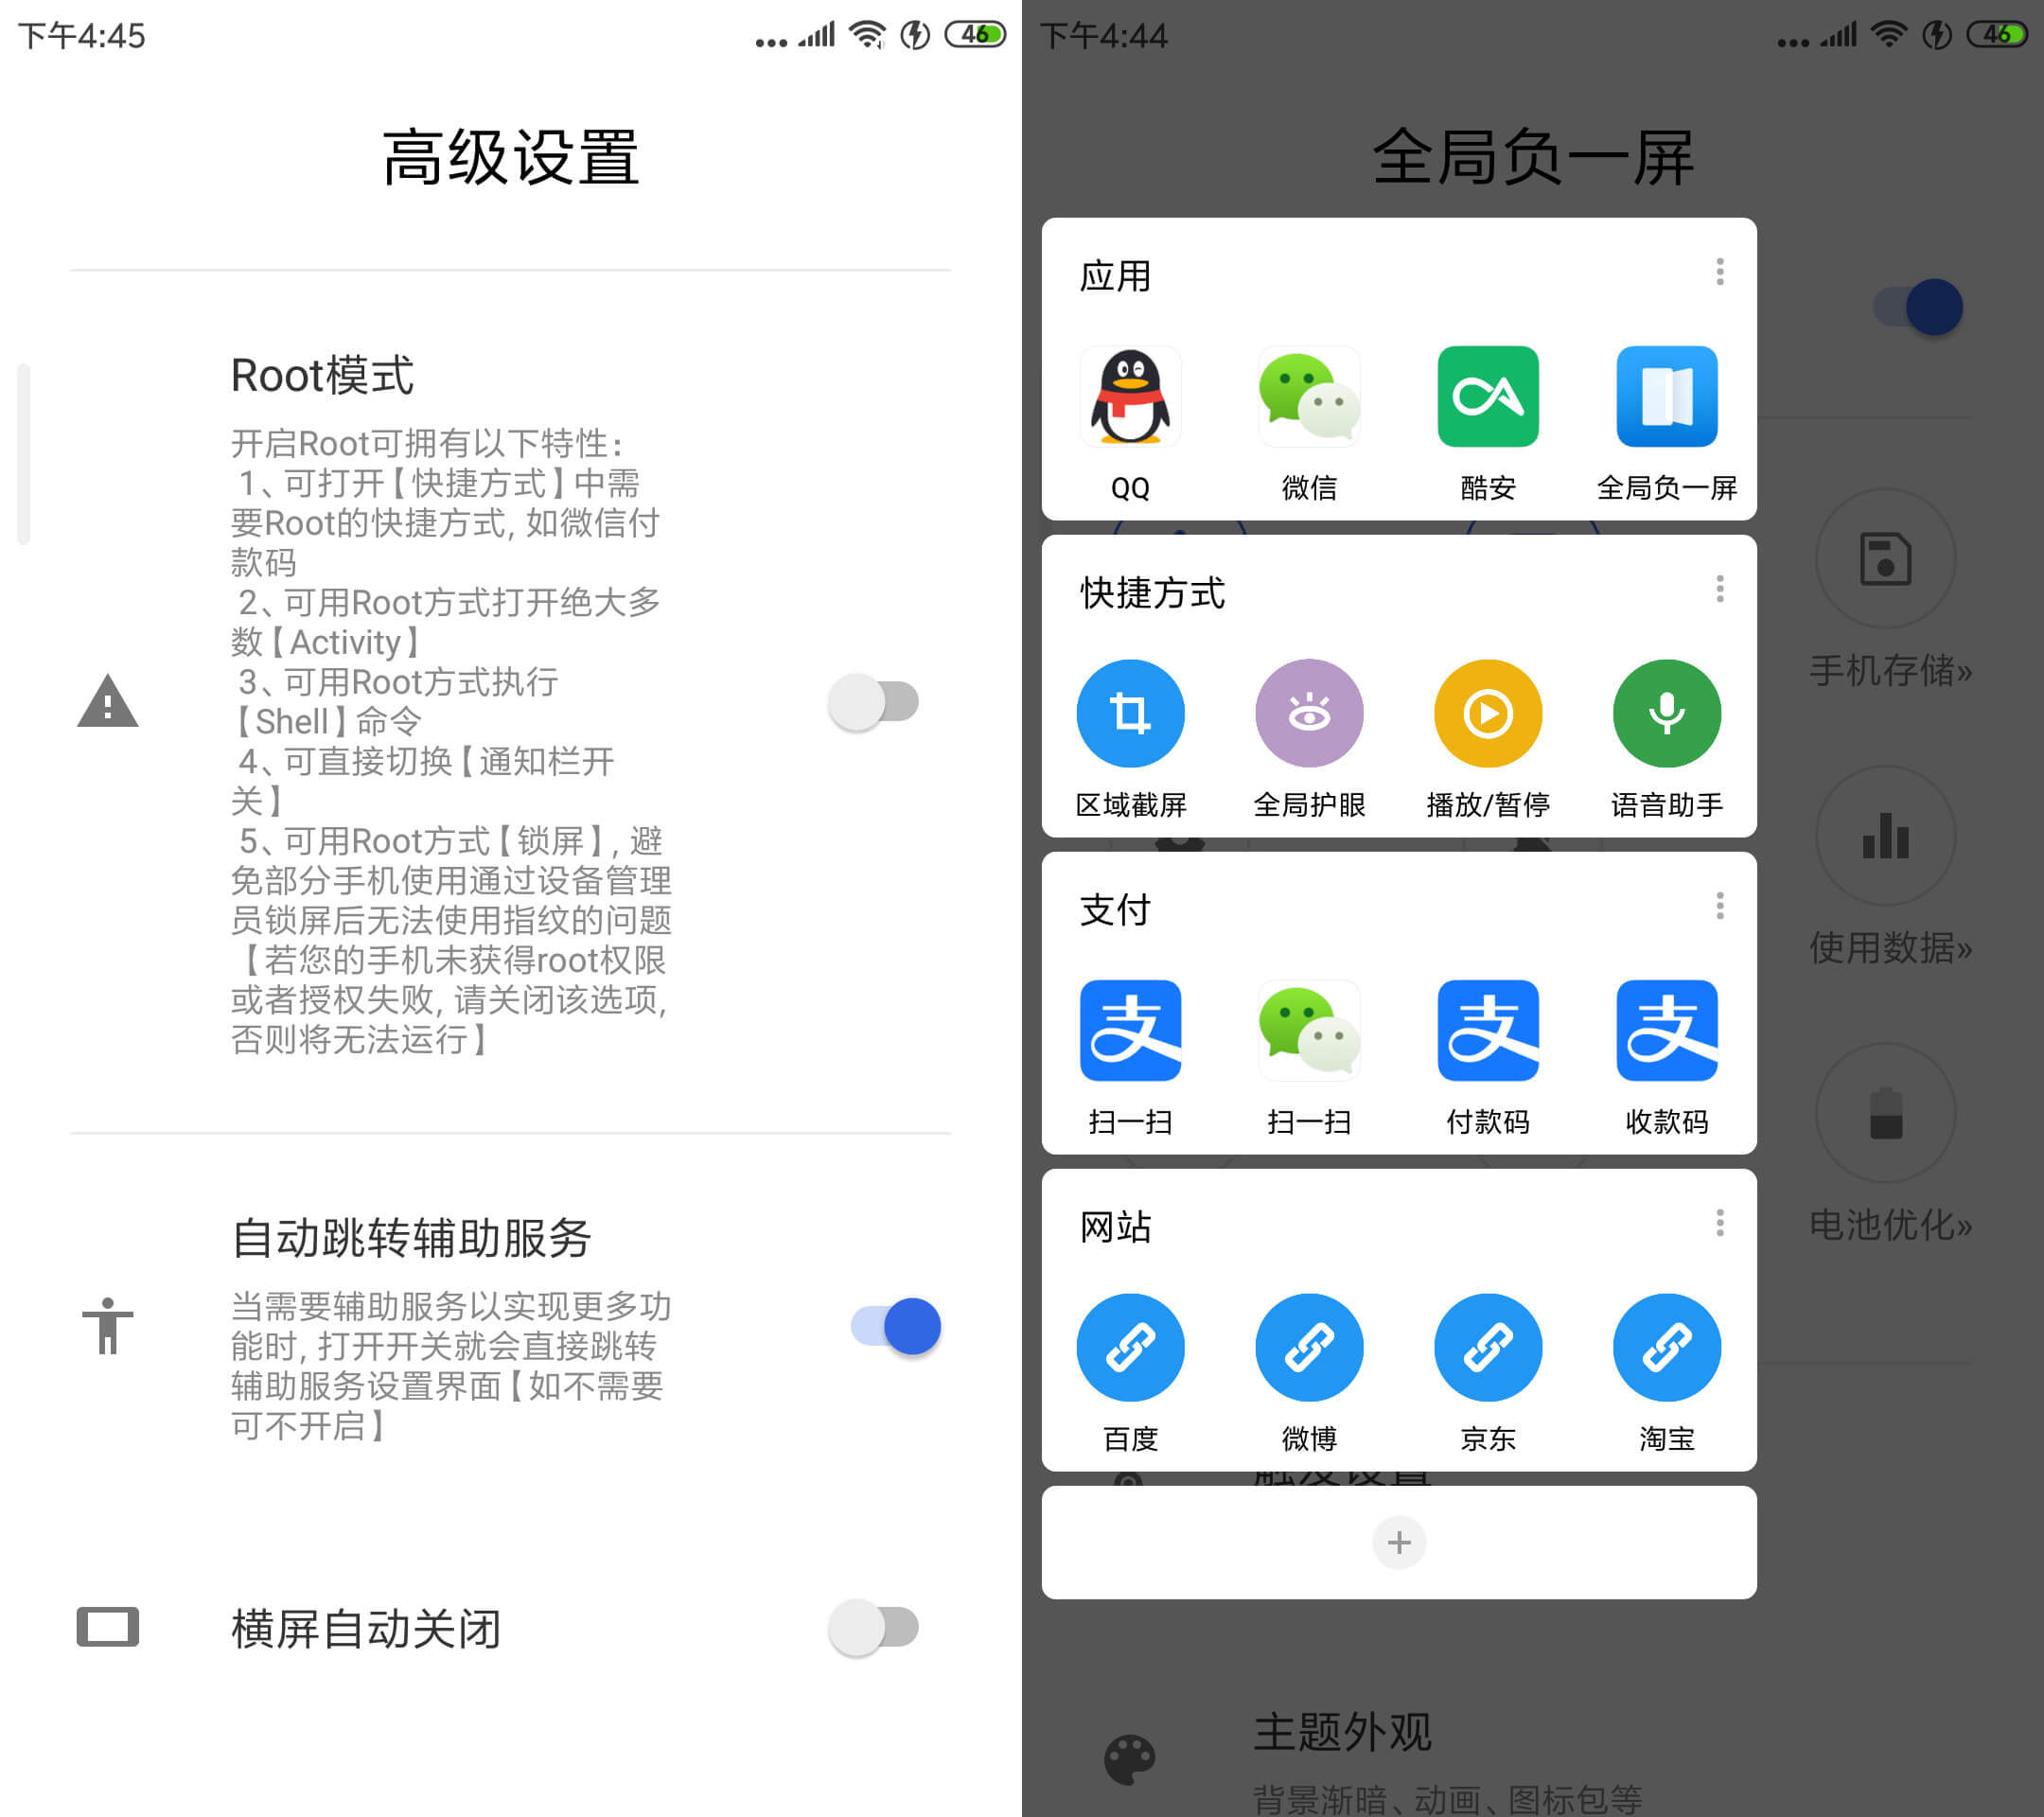 下午4:45
46
高级设置
Root模式
开启Root可拥有以下特性：
1、可打开【快捷方式】中需
要Root的快捷方式, 如微信付
款码
2、可用Root方式打开绝大多
数【Activity】
3、可用Root方式执行
【Shell】命令
4、可直接切换【通知栏开
关】
5、可用Root方式【锁屏】, 避
免部分手机使用通过设备管理
员锁屏后无法使用指纹的问题
【若您的手机未获得root权限
或者授权失败, 请关闭该选项,
否则将无法运行】
自动跳转辅助服务
当需要辅助服务以实现更多功
能时, 打开开关就会直接跳转
辅助服务设置界面【如不需要
可不开启】
横屏自动关闭
下午4:44
46
全局负一屏
应用
QQ
微信
酷安
全局负一屏
快捷方式
区域截屏
全局护眼
播放/暂停
语音助手
支付
支
支
支
扫一扫
扫一扫
付款码
收款码
网站
百度
微博
京东
淘宝
手机存储»
使用数据»
电池优化»
触发设置
主题外观
背景渐暗、动画、图标包等